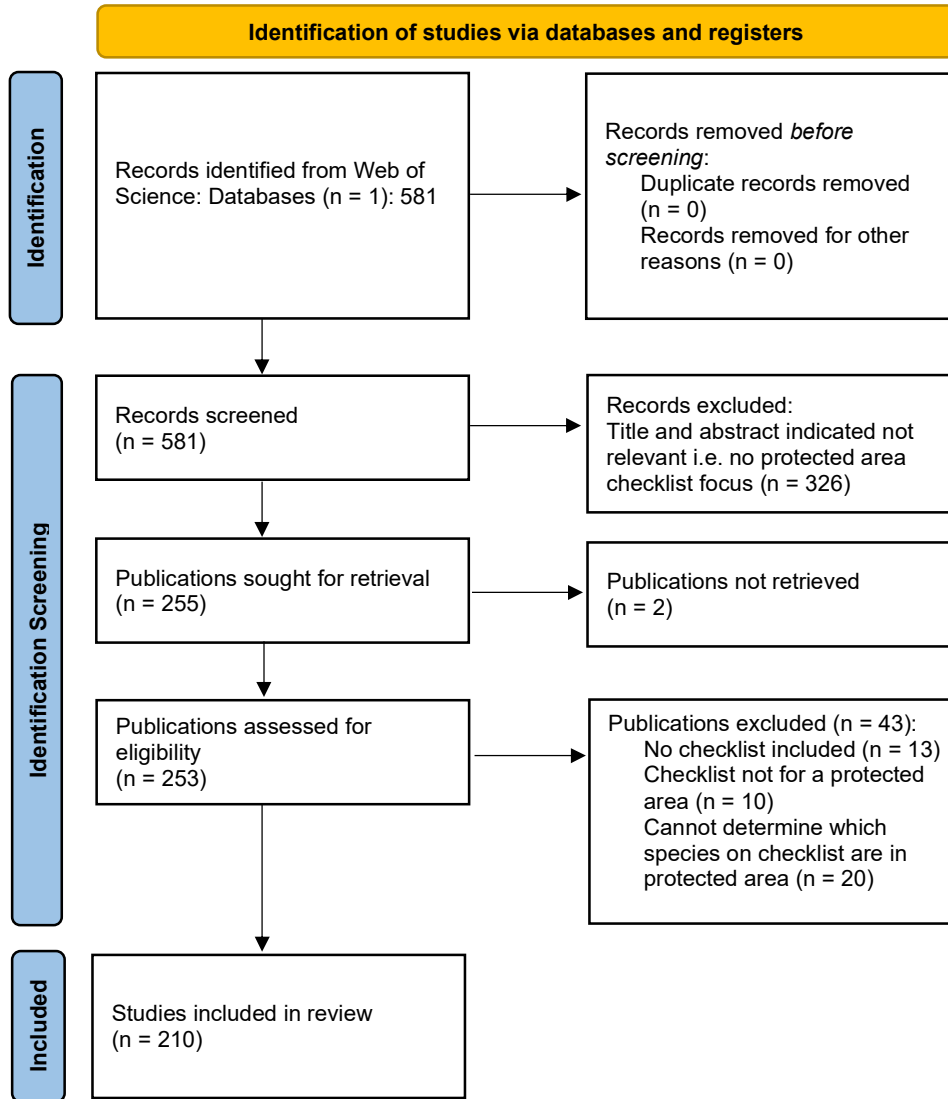 Identification of studies via databases and registers
Identification
Records identified from Web of
Science: Databases (n = 1): 581
Records removed before
screening:
Duplicate records removed
(n = 0)
Records removed for other
reasons (n = 0)
Identification Screening
Records screened
(n = 581)
Records excluded:
Title and abstract indicated not
relevant i.e. no protected area
checklist focus (n = 326)
Publications sought for retrieval
(n = 255)
Publications not retrieved
(n = 2)
Publications assessed for
eligibility
(n = 253)
Publications excluded (n = 43):
No checklist included (n = 13)
Checklist not for a protected
area (n = 10)
Cannot determine which
species on checklist are in
protected area (n = 20)
Included
Studies included in review
(n = 210)